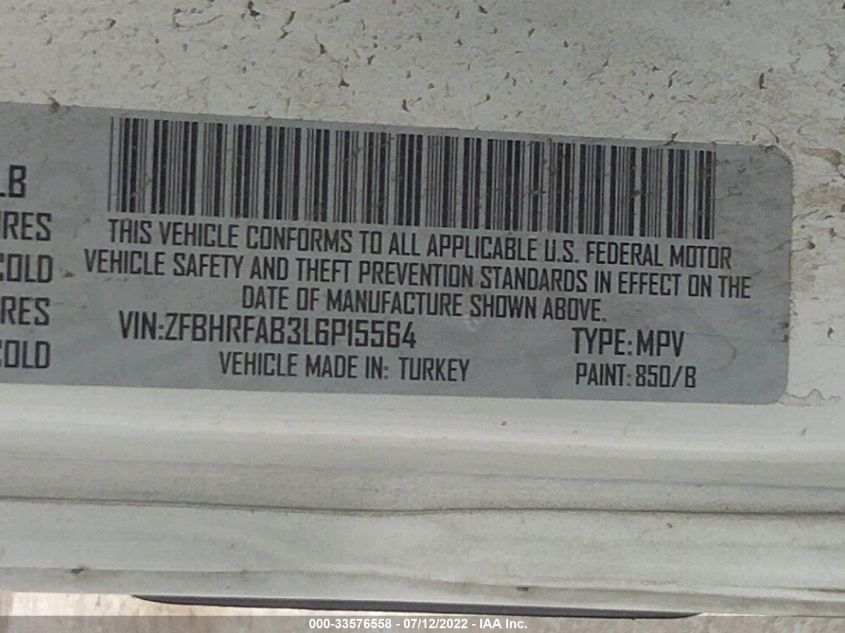 LB
THIS VEHICLE CONFORMS TO ALL APPLICABLE U.S. FEDERAL MOTOR
VEHICLE SAFETY AND THEFT PREVENTION STANDARDS IN EFFECT ON THE
DATE OF MANUFACTURE SHOWN ABOVE.
VIN:ZFBHRFAB3L6P15564 TYPE:MPV
VEHICLE MADE IN: TURKEY PAINT: 850/B
IRES
COLD
RES
COLD
000-33576558 - 07/12/2022 - IAA Inc.